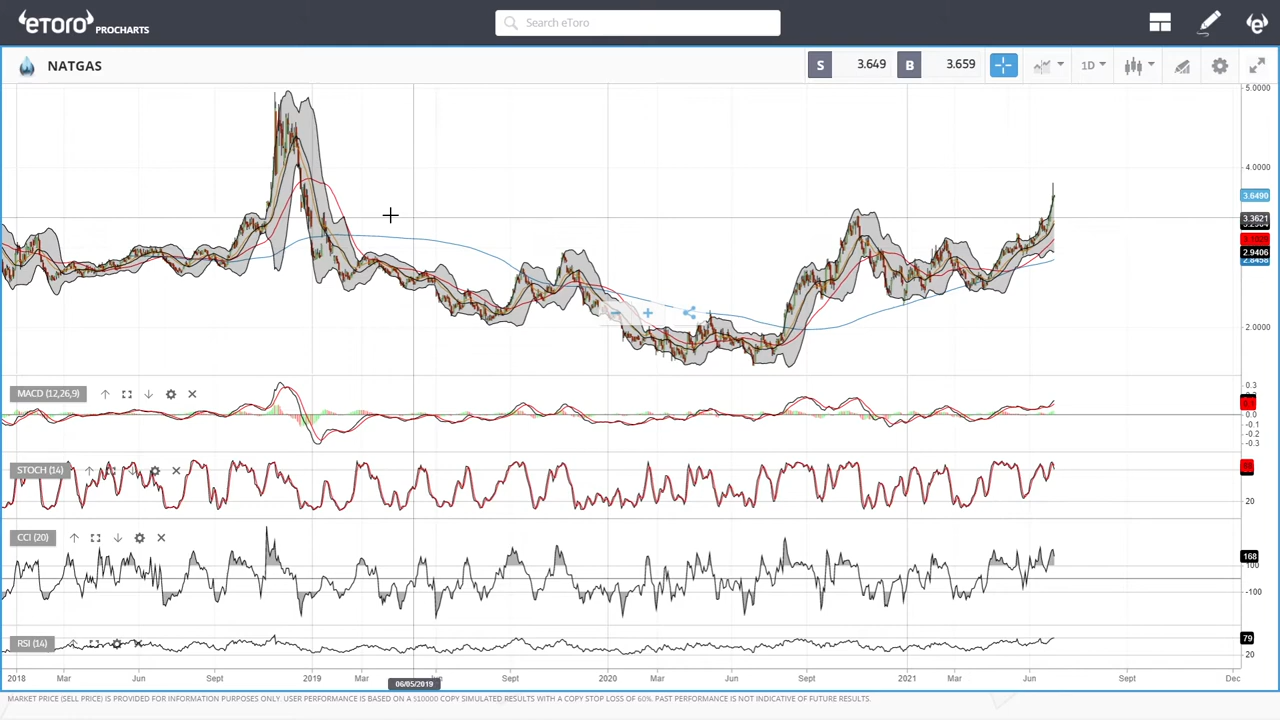 eToro PROCHARTS
Search eToro
NATGAS
S 3.649 B 3.659
1D
5.0000
4.0000
3.6490
3.3621
2.9406
2.0000
MACD (12,26,9)
0.3
0.0
-0.1
-0.2
-0.3
STOCH (14)
20
CCI (20)
168
100
-100
RSI (14)
79
20
2018 Mar Jun Sept 2019 Mar 06/05/2019 Sept 2020 Mar Jun Sept 2021 Mar Jun Sept Dec
MARKET PRICE (SELL PRICE) IS PROVIDED FOR INFORMATION PURPOSES ONLY. USER PERFORMANCE IS BASED ON A $10000 COPY SIMULATED RESULTS WITH A COPY STOP LOSS OF 60%. PAST PERFORMANCE IS NOT INDICATIVE OF FUTURE RESULTS.